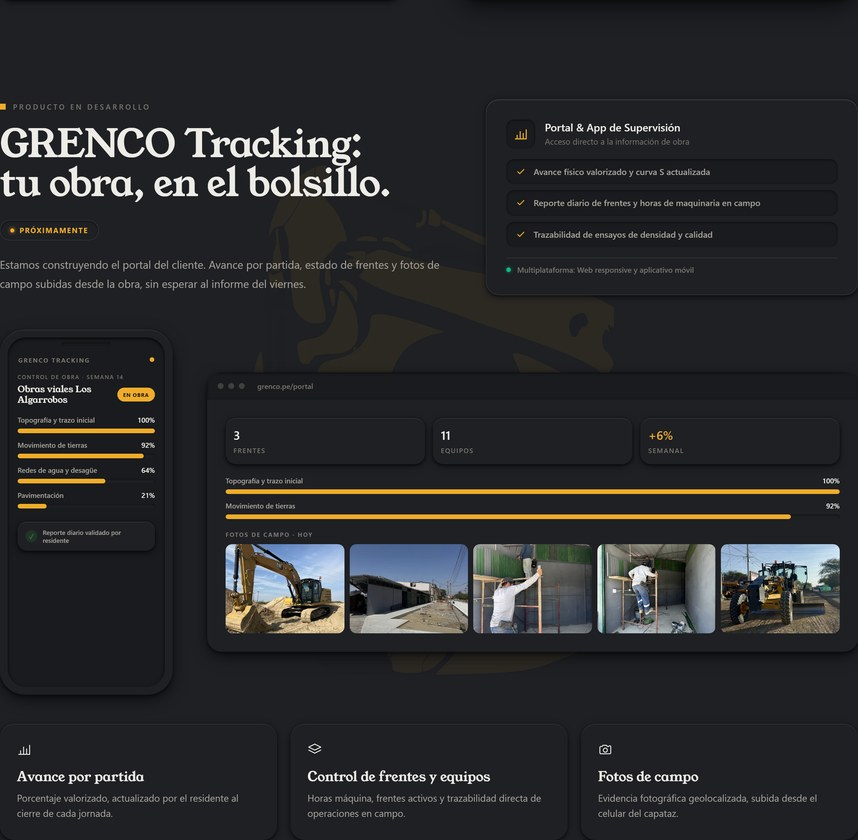 PRODUCTO EN DESARROLLO
GRENCO Tracking:
tu obra, en el bolsillo.
PRÓXIMAMENTE
Estamos construyendo el portal del cliente. Avance por partida, estado de frentes y fotos de
campo subidas desde la obra, sin esperar al informe del viernes.
Portal & App de Supervisión
Acceso directo a la información de obra
Avance físico valorizado y curva S actualizada
Reporte diario de frentes y horas de maquinaria en campo
Trazabilidad de ensayos de densidad y calidad
Multiplataforma: Web responsive y aplicativo móvil
GRENCO TRACKING
CONTROL DE OBRA · SEMANA 14
Obras viales Los
Algarrobos
EN OBRA
Topografía y trazo inicial 100%
Movimiento de tierras 92%
Redes de agua y desagüe 64%
Pavimentación 21%
Reporte diario validado por
residente
grenco.pe/portal
3
FRENTES
11
EQUIPOS
+6%
SEMANAL
Topografía y trazo inicial 100%
Movimiento de tierras 92%
FOTOS DE CAMPO · HOY
Avance por partida
Porcentaje valorizado, actualizado por el residente al
cierre de cada jornada.
Control de frentes y equipos
Horas máquina, frentes activos y trazabilidad directa de
operaciones en campo.
Fotos de campo
Evidencia fotográfica geolocalizada, subida desde el
celular del capataz.